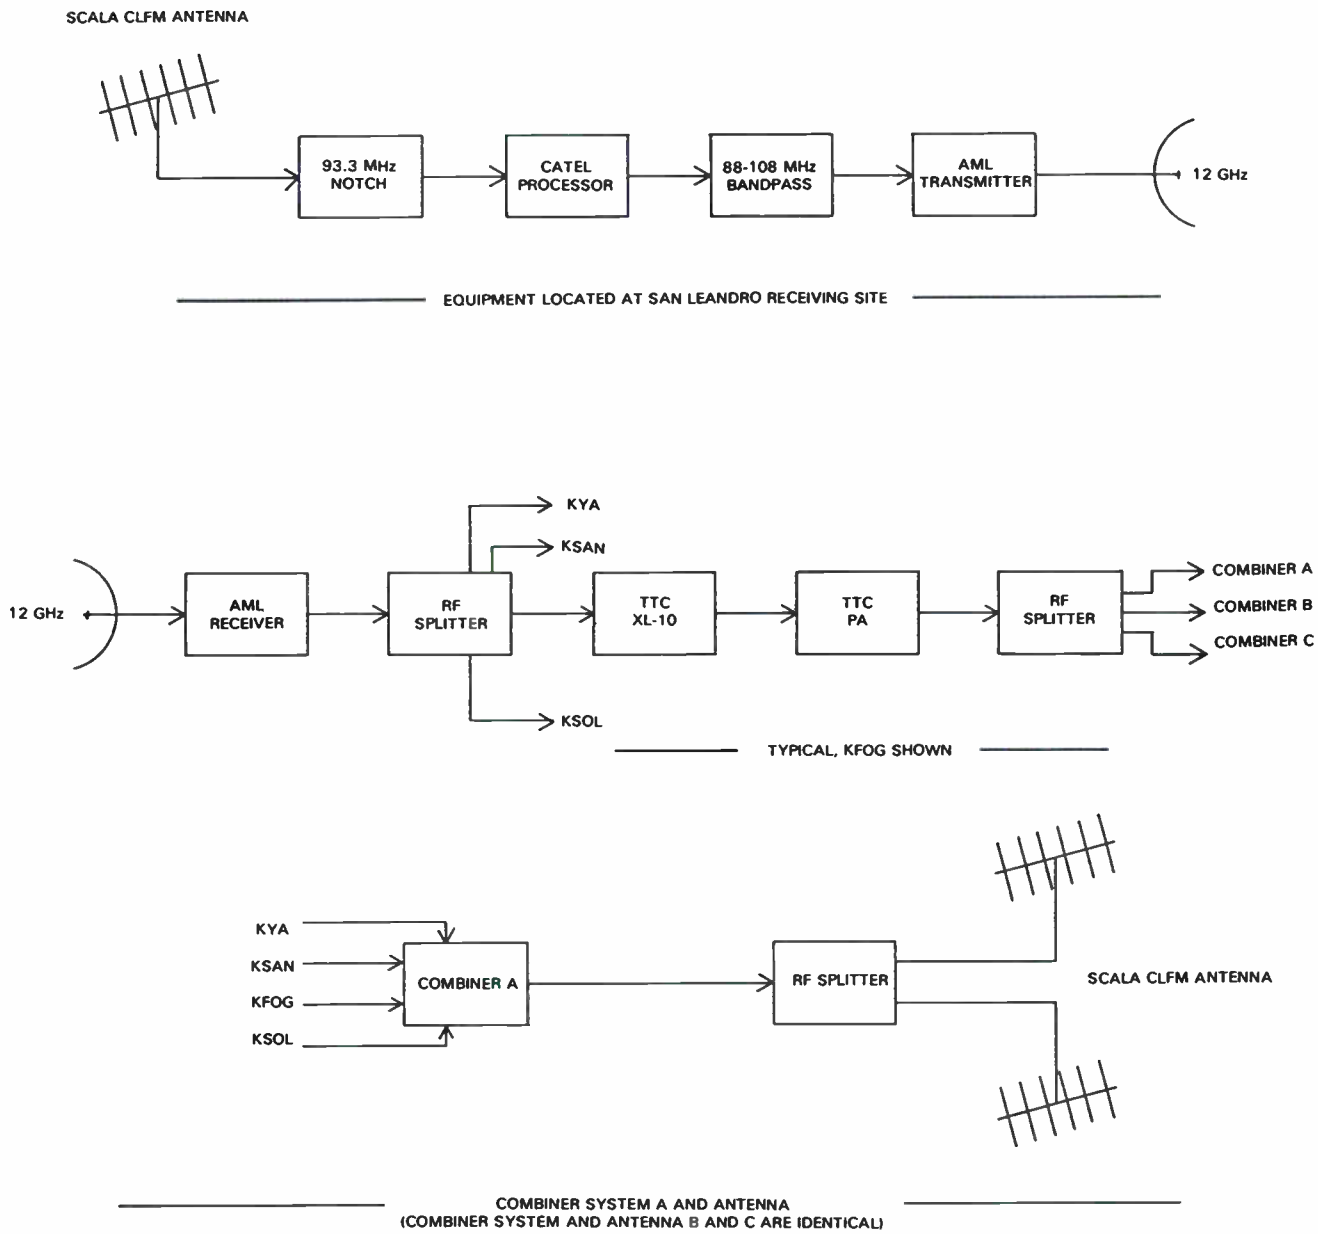 SCALA CLFM ANTENNA
93.3 MHz
NOTCH
CATEL
PROCESSOR
88-108 MHz
BANDPASS
AML
TRANSMITTER
12 GHz
EQUIPMENT LOCATED AT SAN LEANDRO RECEIVING SITE
KYA
KSAN
12 GHz
AML
RECEIVER
RF
SPLITTER
TTC
XL-10
TTC
PA
RF
SPLITTER
COMBINER A
COMBINER B
COMBINER C
KSOL
TYPICAL, KFOG SHOWN
KYA
KSAN
KFOG
KSOL
COMBINER A
RF SPLITTER
SCALA CLFM ANTENNA
COMBINER SYSTEM A AND ANTENNA
(COMBINER SYSTEM AND ANTENNA B AND C ARE IDENTICAL)